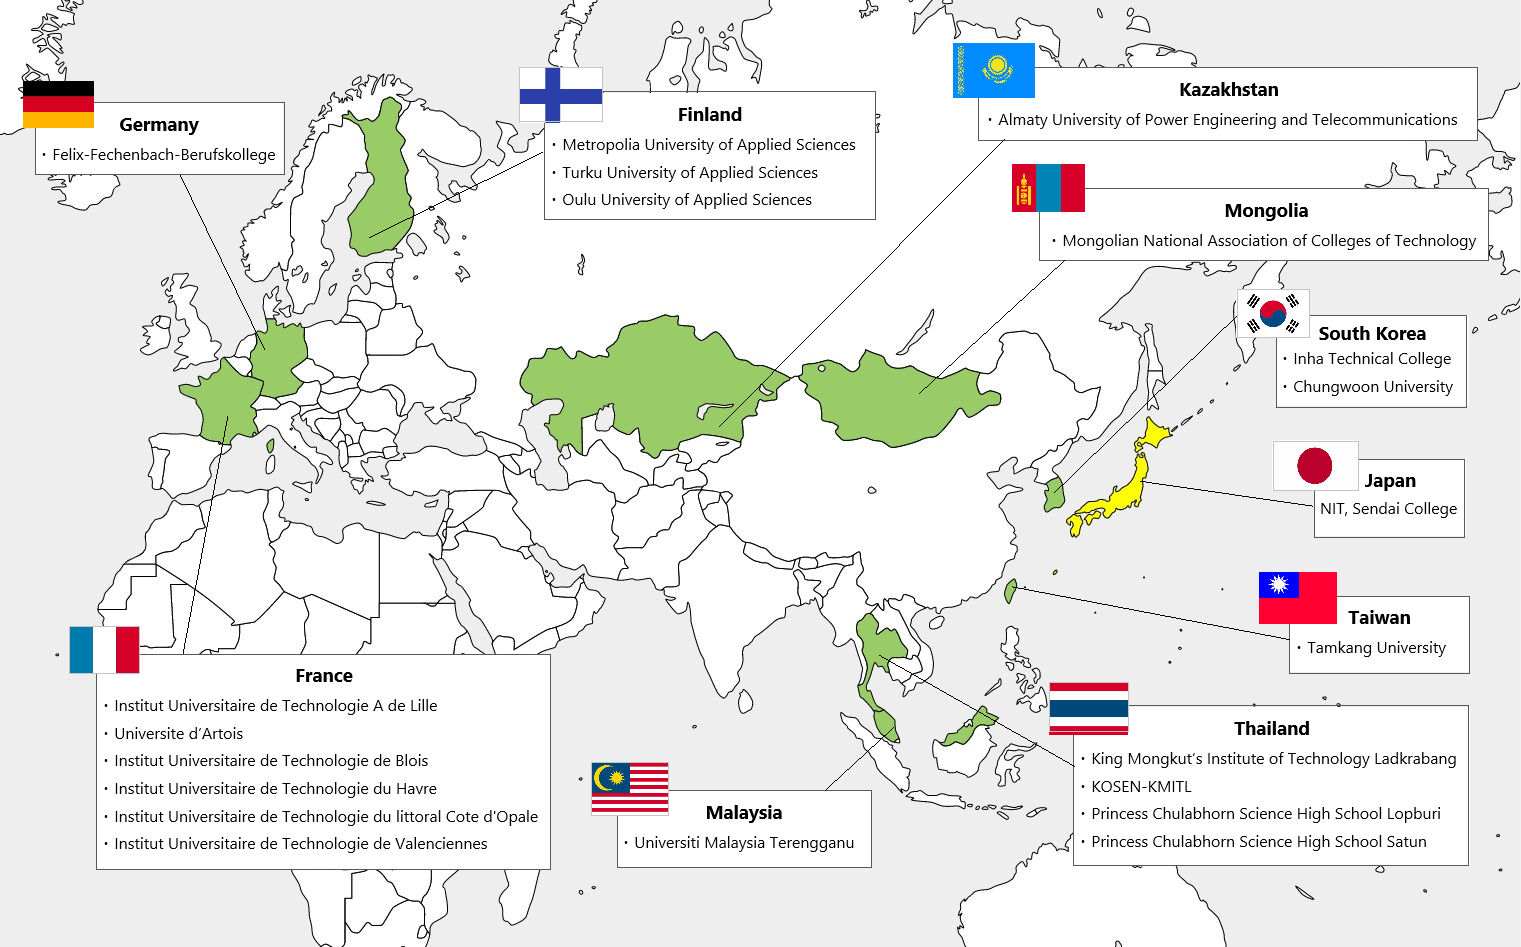 Germany
・Felix-Fechenbach-Berufskollege
Finland
・Metropolia University of Applied Sciences
・Turku University of Applied Sciences
・Oulu University of Applied Sciences
Kazakhstan
・Almaty University of Power Engineering and Telecommunications
Mongolia
・Mongolian National Association of Colleges of Technology
South Korea
・Inha Technical College
・Chungwoon University
Japan
NIT, Sendai College
Taiwan
・Tamkang University
Thailand
・King Mongkut’s Institute of Technology Ladkrabang
・KOSEN-KMITL
・Princess Chulabhorn Science High School Lopburi
・Princess Chulabhorn Science High School Satun
Malaysia
・Universiti Malaysia Terengganu
France
・Institut Universitaire de Technologie A de Lille
・Universite d’Artois
・Institut Universitaire de Technologie de Blois
・Institut Universitaire de Technologie du Havre
・Institut Universitaire de Technologie du littoral Cote d'Opale
・Institut Universitaire de Technologie de Valenciennes